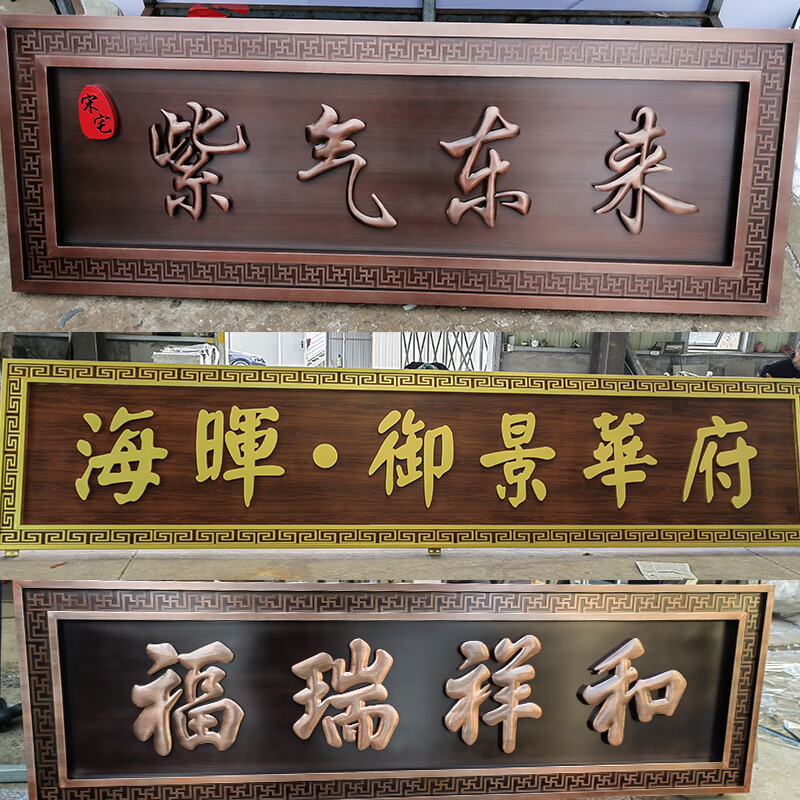 宋宅
紫气东来
海暉·御景華府
福瑞祥和